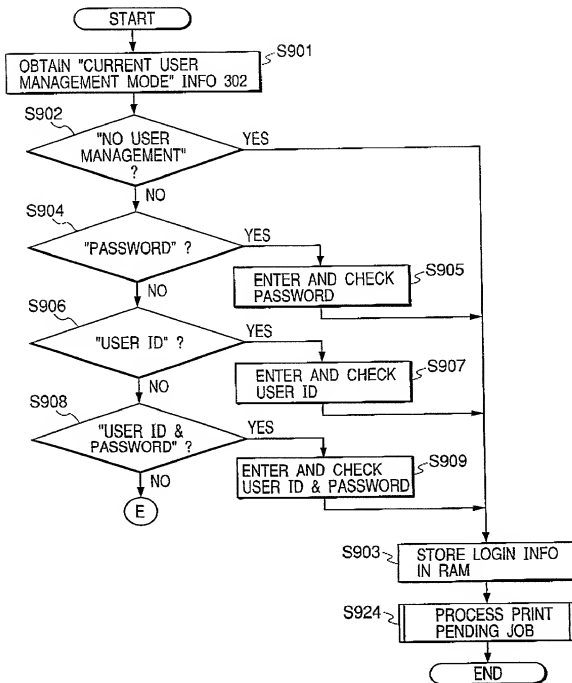 START
OBTAIN "CURRENT USER
MANAGEMENT MODE" INFO 302
S901
S902
"NO USER
MANAGEMENT"
?
YES
NO
S904
"PASSWORD" ?
YES
ENTER AND CHECK
PASSWORD
S905
NO
S906
"USER ID" ?
YES
ENTER AND CHECK
USER ID
S907
NO
S908
"USER ID &
PASSWORD" ?
YES
ENTER AND CHECK
USER ID & PASSWORD
S909
NO
E
S903
STORE LOGIN INFO
IN RAM
S924
PROCESS PRINT
PENDING JOB
END